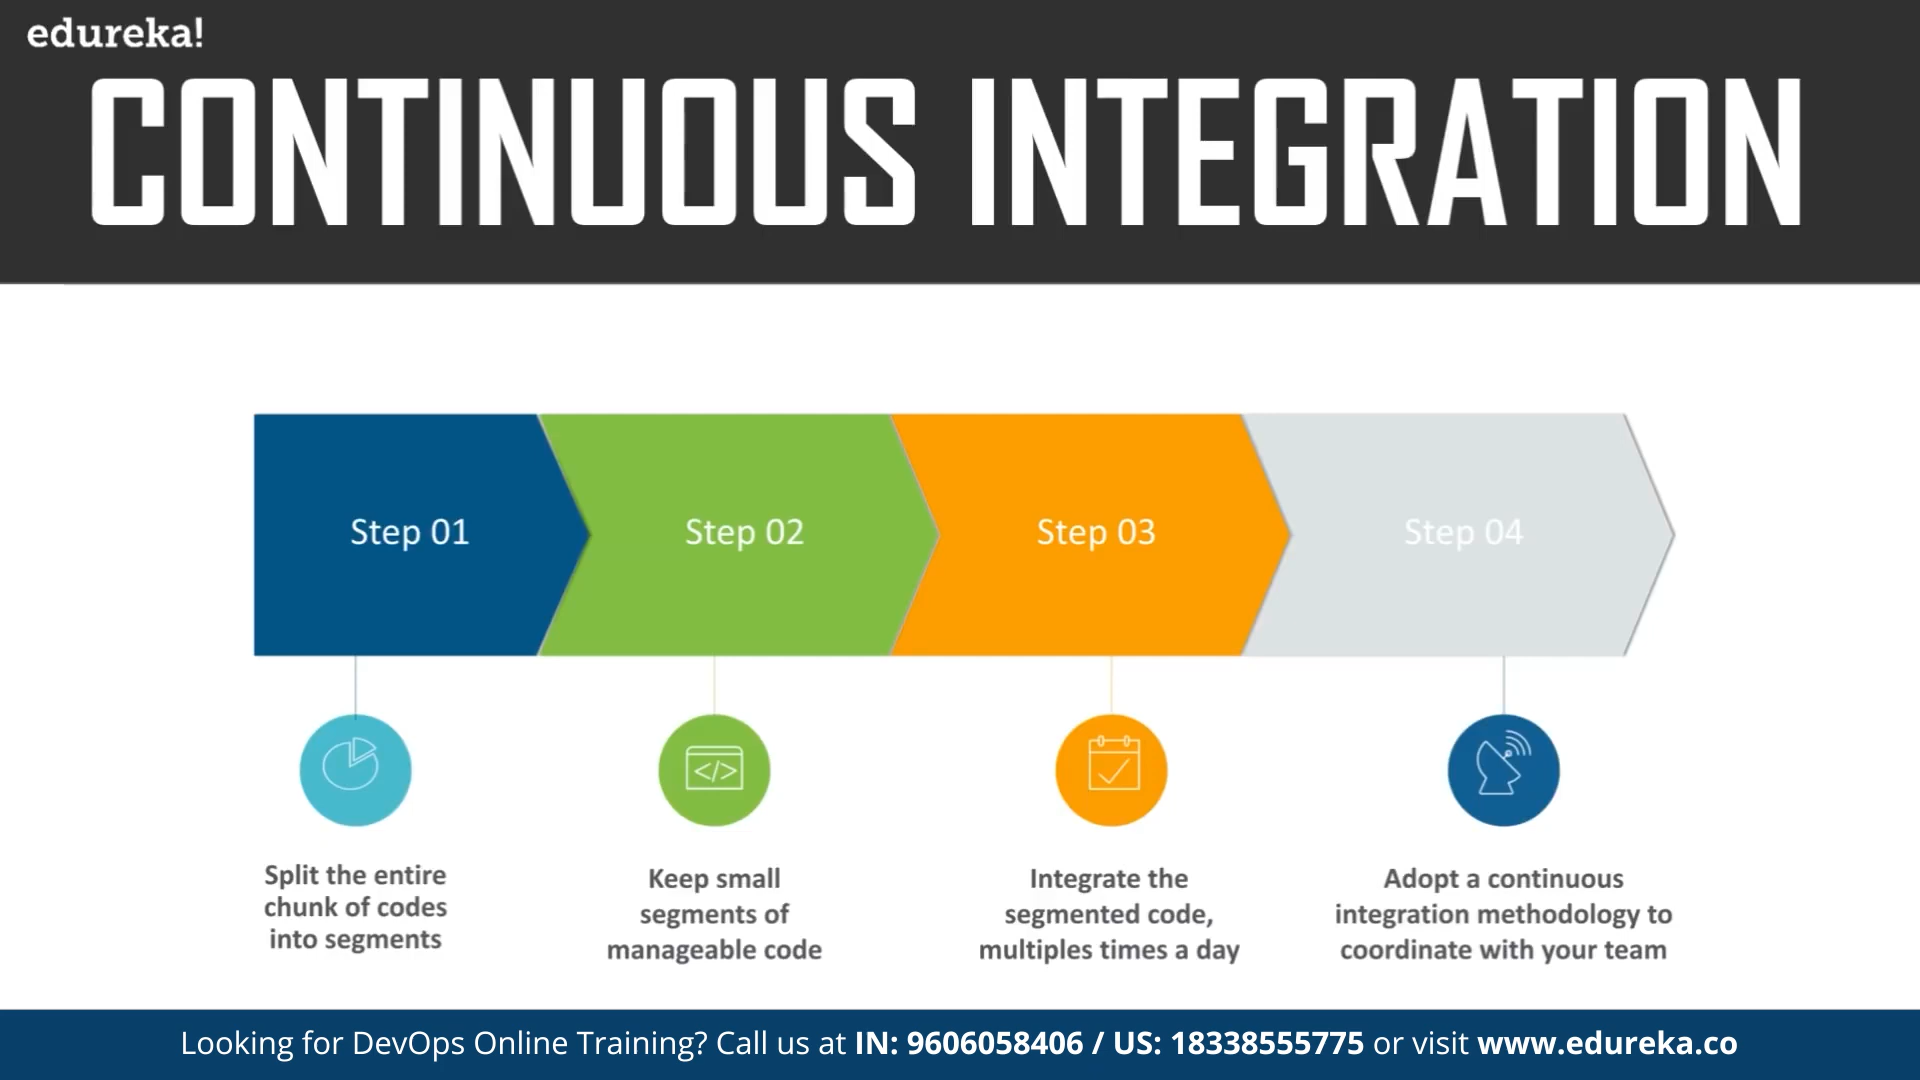 edureka!
CONTINUOUS INTEGRATION
Step 01
Step 02
Step 03
Step 04
</>
Split the entire
chunk of codes
into segments
Keep small
segments of
manageable code
Integrate the
segmented code,
multiples times a day
Adopt a continuous
integration methodology to
coordinate with your team
Looking for DevOps Online Training? Call us at IN: 9606058406 / US: 18338555775 or visit www.edureka.co